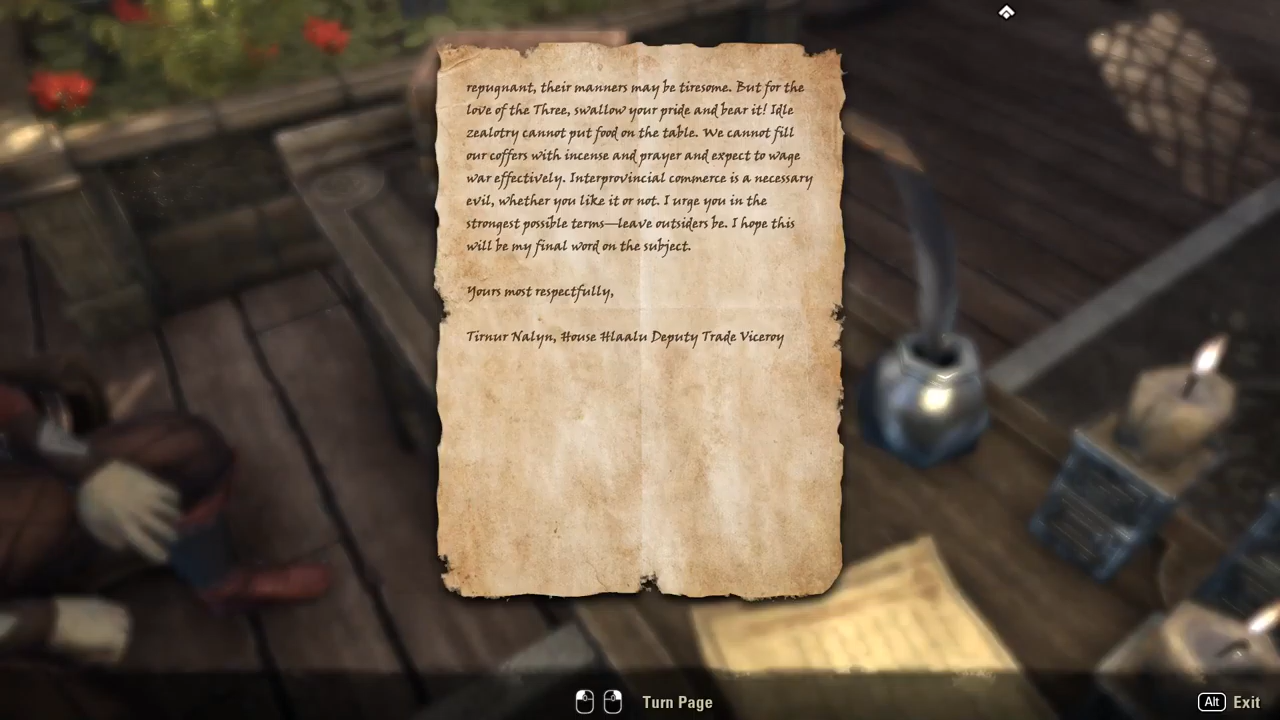 repugnant, their manners may be tiresome. But for the
love of the Three, swallow your pride and bear it! Idle
zealotry cannot put food on the table. We cannot fill
our coffers with incense and prayer and expect to wage
war effectively. Interprovincial commerce is a necessary
evil, whether you like it or not. I urge you in the
strongest possible terms—leave outsiders be. I hope this
will be my final word on the subject.
Yours most respectfully,
Tirnur Nalyn, House Hlaalu Deputy Trade Viceroy
Turn Page
Alt Exit